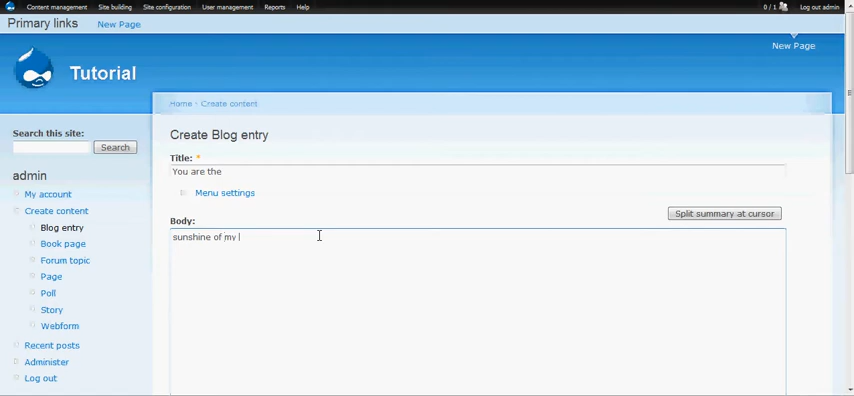 Content management Site building Site configuration User management Reports Help 0 / 1 Log out admin
Primary links New Page
New Page
Tutorial
Home › Create content
Search this site:
Search
Create Blog entry
Title: *
You are the
admin
My account
Menu settings
Create content
Split summary at cursor
Body:
Blog entry
sunshine of my
Book page
Forum topic
Page
Poll
Story
Webform
Recent posts
Administer
Log out